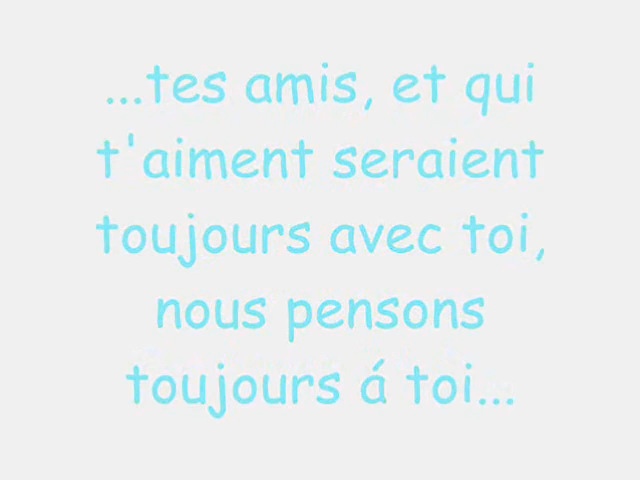 ...tes amis, et qui
t'aiment seraient
toujours avec toi,
nous pensons
toujours á toi...